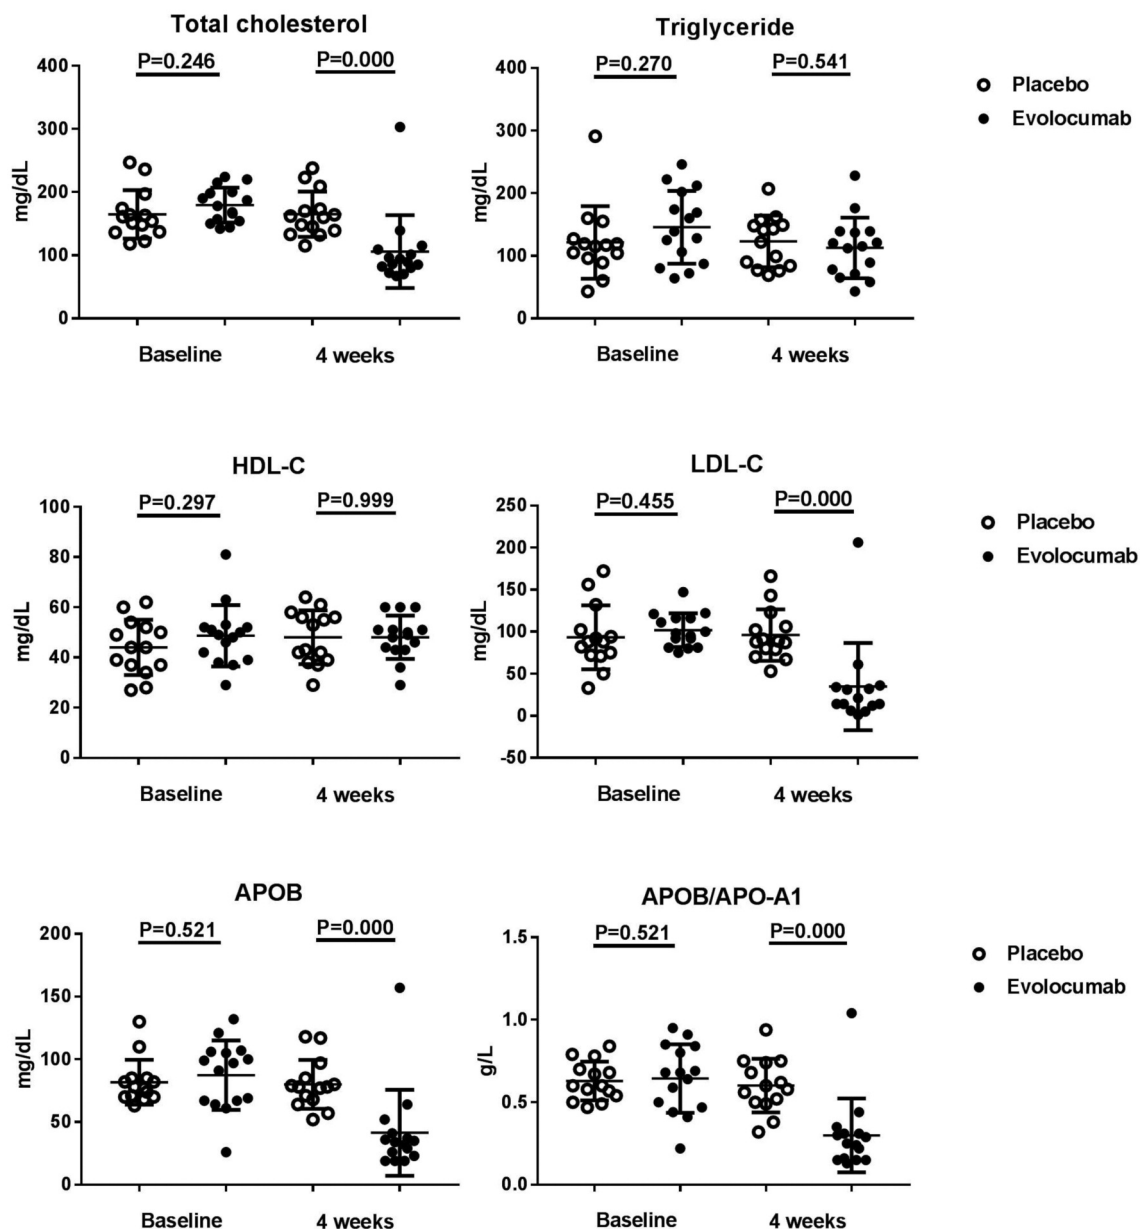 Total cholesterol
P=0.246
P=0.000
400
300
200
100
0
mg/dL
Baseline
4 weeks
Triglyceride
P=0.270
P=0.541
400
300
200
100
0
mg/dL
Baseline
4 weeks
Placebo
Evolocumab
HDL-C
P=0.297
P=0.999
100
80
60
40
20
0
mg/dL
Baseline
4 weeks
LDL-C
P=0.455
P=0.000
250
200
150
100
50
0
-50
mg/dL
Baseline
4 weeks
Placebo
Evolocumab
APOB
P=0.521
P=0.000
200
150
100
50
0
mg/dL
Baseline
4 weeks
APOB/APO-A1
P=0.521
P=0.000
1.5
1.0
0.5
0.0
g/L
Baseline
4 weeks
Placebo
Evolocumab